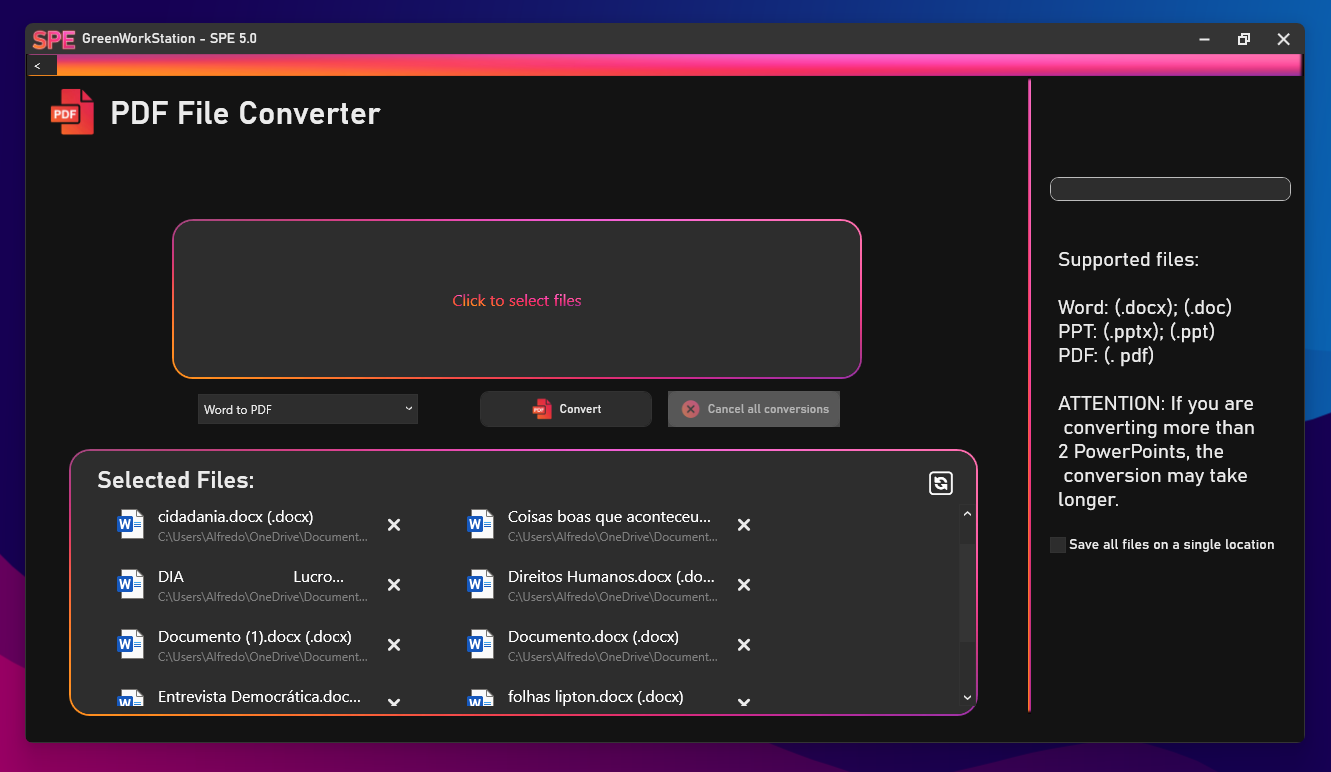 SPE GreenWorkStation - SPE 5.0
<
PDF PDF File Converter
Click to select files
Word to PDF
PDF Convert
Cancel all conversions
Selected Files:
W cidadania.docx (.docx)
C:\Users\Alfredo\OneDrive\Document...
W Coisas boas que aconteceu...
C:\Users\Alfredo\OneDrive\Document...
W DIA Lucro...
C:\Users\Alfredo\OneDrive\Document...
W Direitos Humanos.docx (.do...
C:\Users\Alfredo\OneDrive\Document...
W Documento (1).docx (.docx)
C:\Users\Alfredo\OneDrive\Document...
W Documento.docx (.docx)
C:\Users\Alfredo\OneDrive\Document...
W Entrevista Democrática.doc...
W folhas lipton.docx (.docx)
Supported files:
Word: (.docx); (.doc)
PPT: (.pptx); (.ppt)
PDF: (. pdf)
ATTENTION: If you are
converting more than
2 PowerPoints, the
conversion may take
longer.
Save all files on a single location